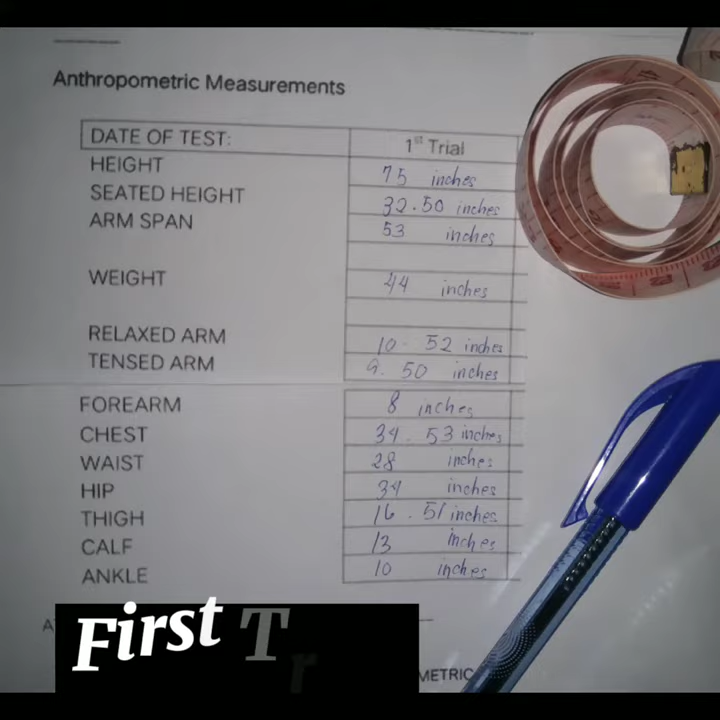 Anthropometric Measurements
DATE OF TEST: 1st Trial
HEIGHT 75 inches
SEATED HEIGHT 32.50 inches
ARM SPAN 53 inches
WEIGHT 44 inches
RELAXED ARM 10. 52 inches
TENSED ARM 9. 50 inches
FOREARM 8 inches
CHEST 34. 53 inches
WAIST 28 inches
HIP 34 inches
THIGH 16. 51 inches
CALF 13 inches
ANKLE 10 inches
First Tr
METRIC